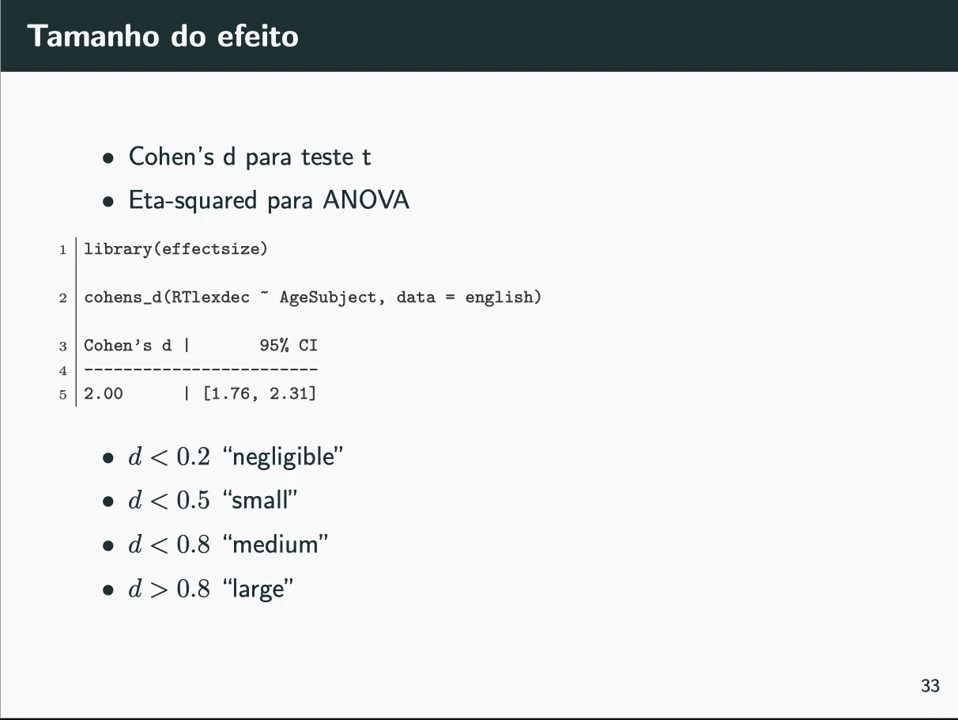 Tamanho do efeito
• Cohen's d para teste t
• Eta-squared para ANOVA
1 library(effectsize)
2 cohens_d(RTlexdec ~ AgeSubject, data = english)
3 Cohen's d |       95% CI
4 ------------------------
5 2.00      | [1.76, 2.31]
• d < 0.2 “negligible”
• d < 0.5 “small”
• d < 0.8 “medium”
• d > 0.8 “large”
33